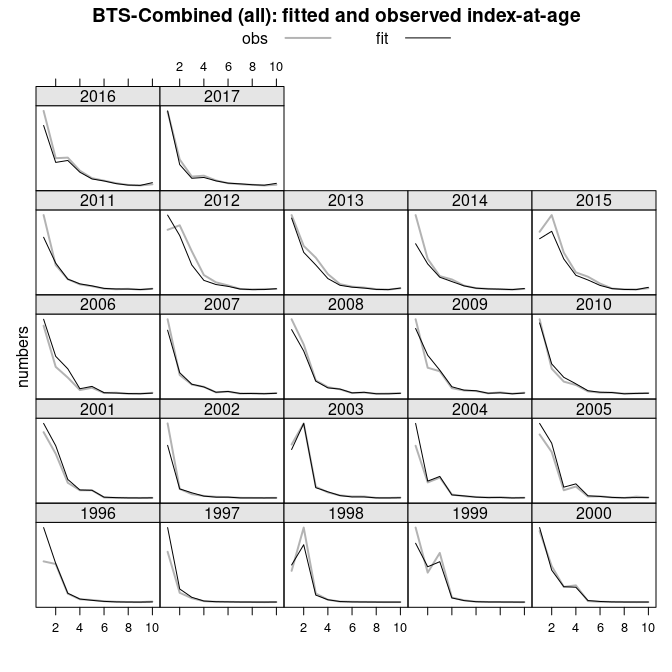 BTS-Combined (all): fitted and observed index-at-age
obs fit
2 4 6 8 10
2016 2017
2011 2012 2013 2014 2015
numbers
2006 2007 2008 2009 2010
2001 2002 2003 2004 2005
1996 1997 1998 1999 2000
2 4 6 8 10 2 4 6 8 10 2 4 6 8 10